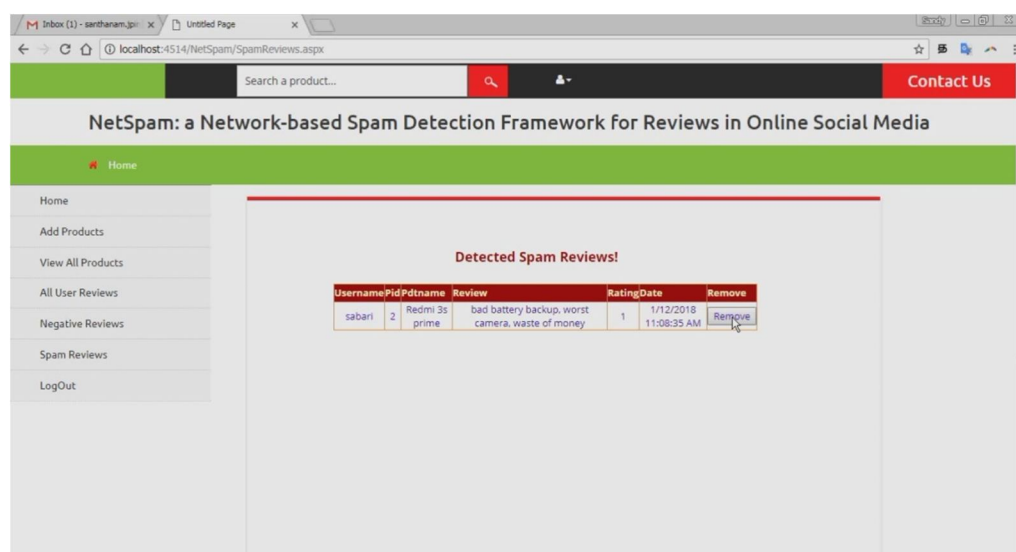 Inbox (1) - santhanam.jpin
Untitled Page
Sandy
localhost:4514/NetSpam/SpamReviews.aspx
Search a product...
Contact Us
NetSpam: a Network-based Spam Detection Framework for Reviews in Online Social Media
Home
Home
Add Products
View All Products
All User Reviews
Negative Reviews
Spam Reviews
LogOut
Detected Spam Reviews!
Username Pid Pdtname Review Rating Date Remove
sabari 2 Redmi 3s prime bad battery backup, worst camera, waste of money 1 1/12/2018 11:08:35 AM Remove